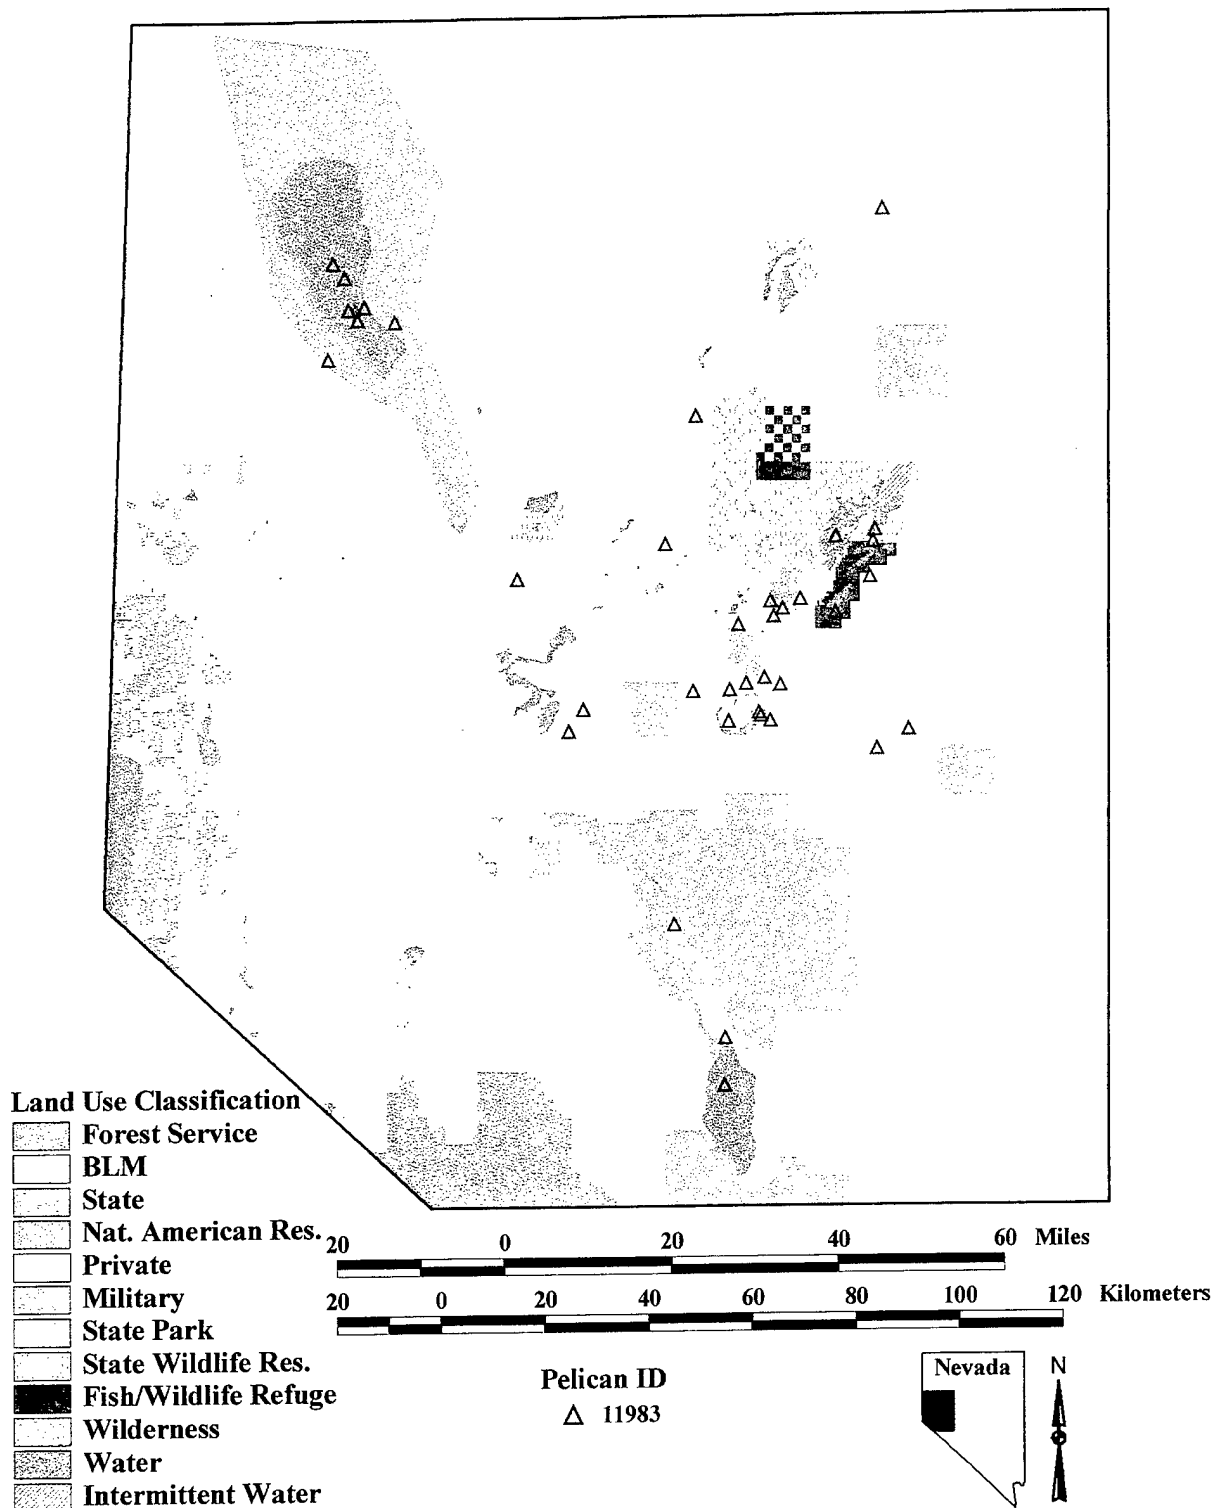 Land Use Classification
Forest Service
BLM
State
Nat. American Res.
Private
Military
State Park
State Wildlife Res.
Fish/Wildlife Refuge
Wilderness
Water
Intermittent Water
20 0 20 40 60 Miles
20 0 20 40 60 80 100 120 Kilometers
Pelican ID
11983
Nevada
N